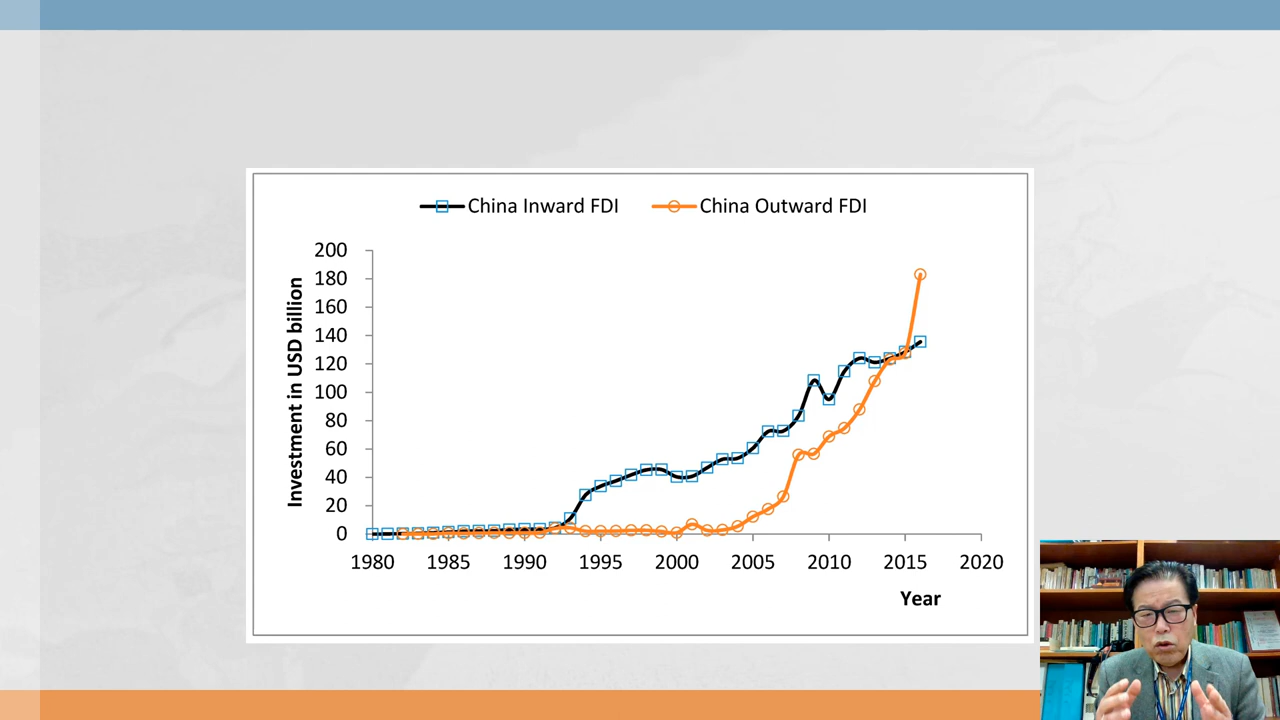 China Inward FDI
China Outward FDI
Investment in USD billion
200
180
160
140
120
100
80
60
40
20
0
1980 1985 1990 1995 2000 2005 2010 2015 2020
Year